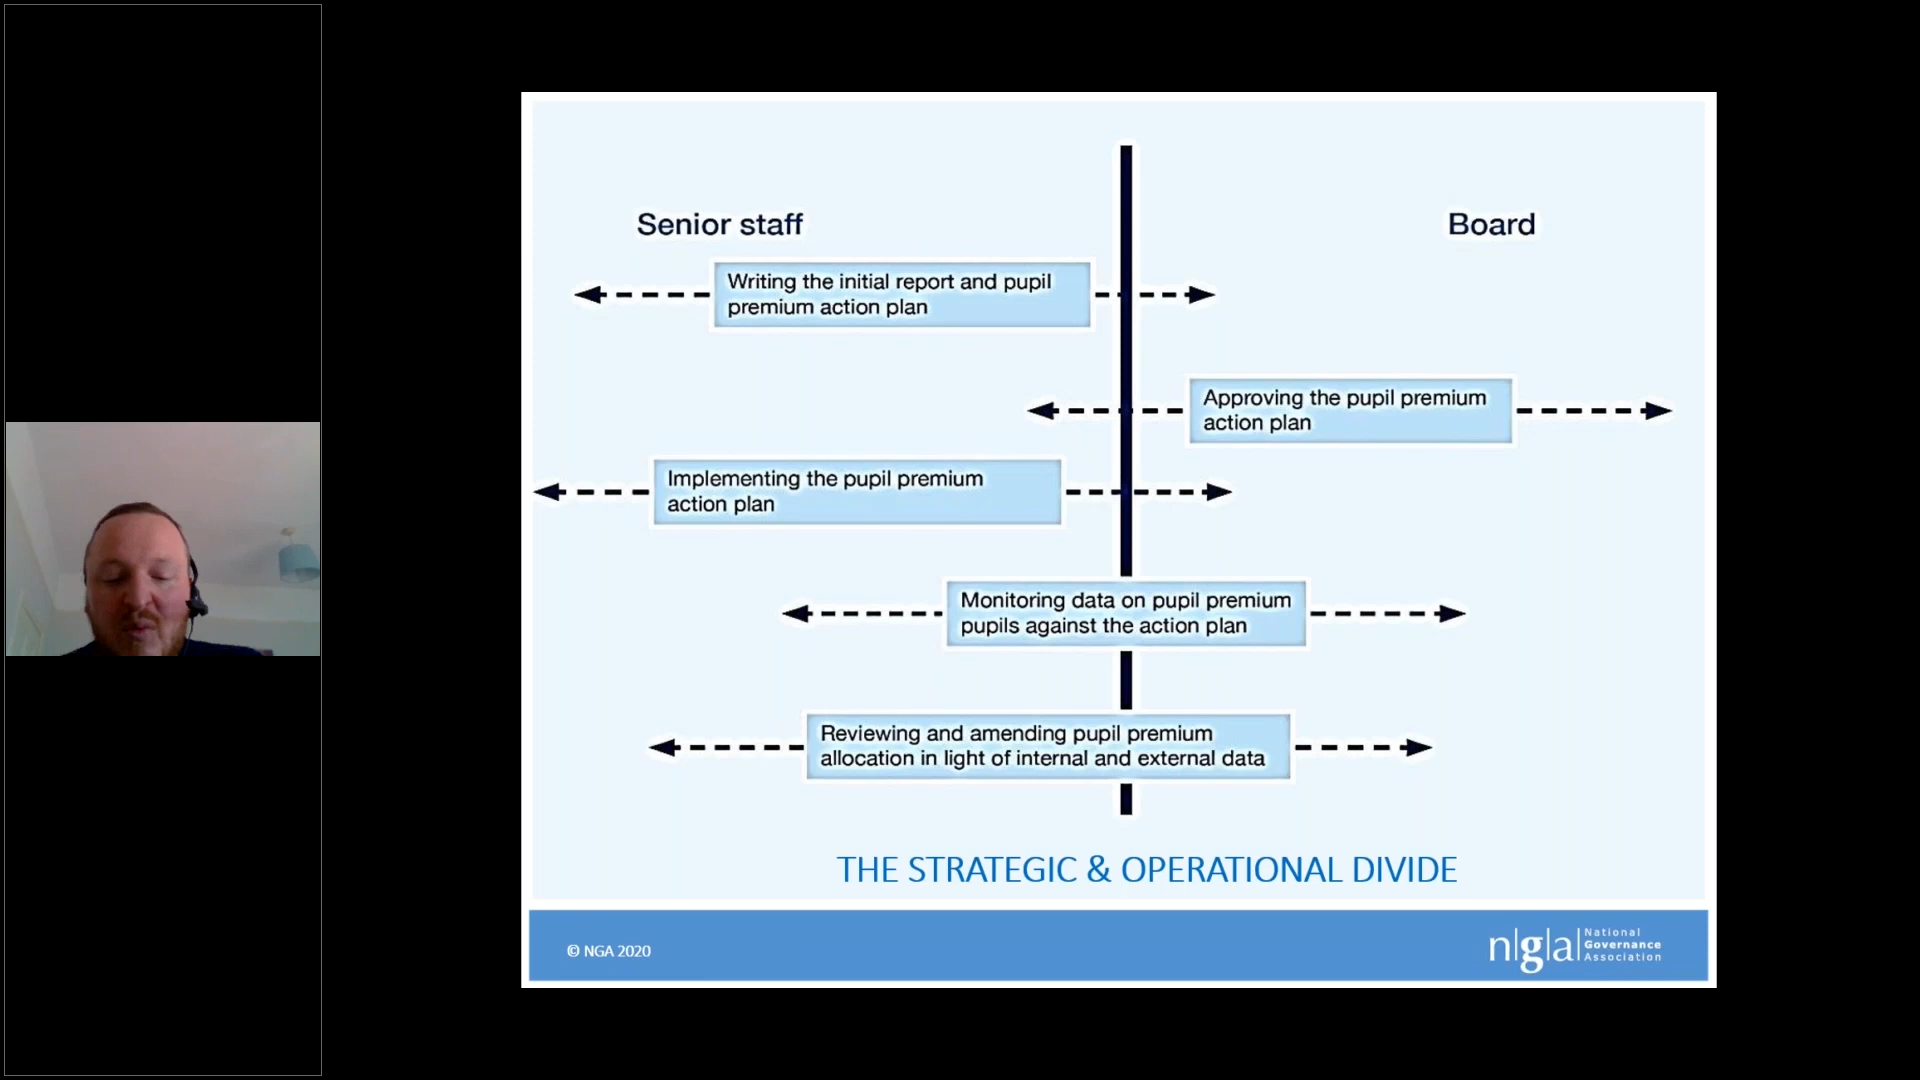 Senior staff
Board
Writing the initial report and pupil
premium action plan
Approving the pupil premium
action plan
Implementing the pupil premium
action plan
Monitoring data on pupil premium
pupils against the action plan
Reviewing and amending pupil premium
allocation in light of internal and external data
THE STRATEGIC & OPERATIONAL DIVIDE
© NGA 2020
n|g|a|
National
Governance
Association